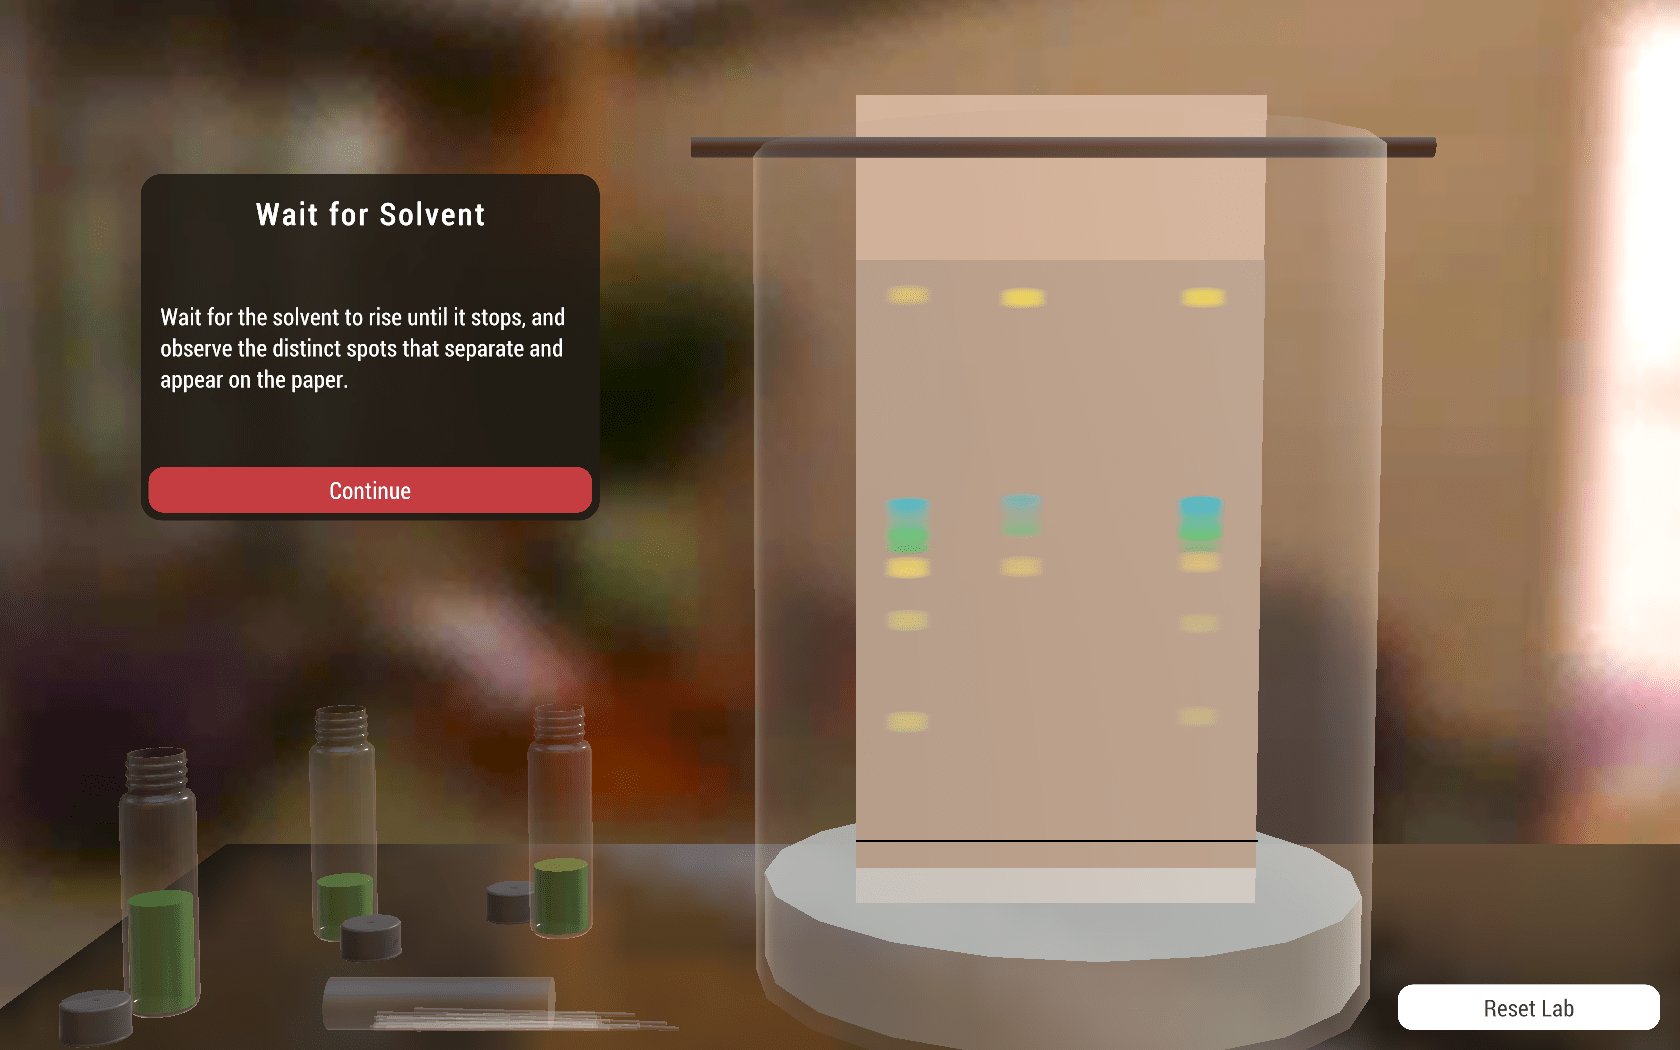 Wait for Solvent
Wait for the solvent to rise until it stops, and
observe the distinct spots that separate and
appear on the paper.
Continue
Reset Lab